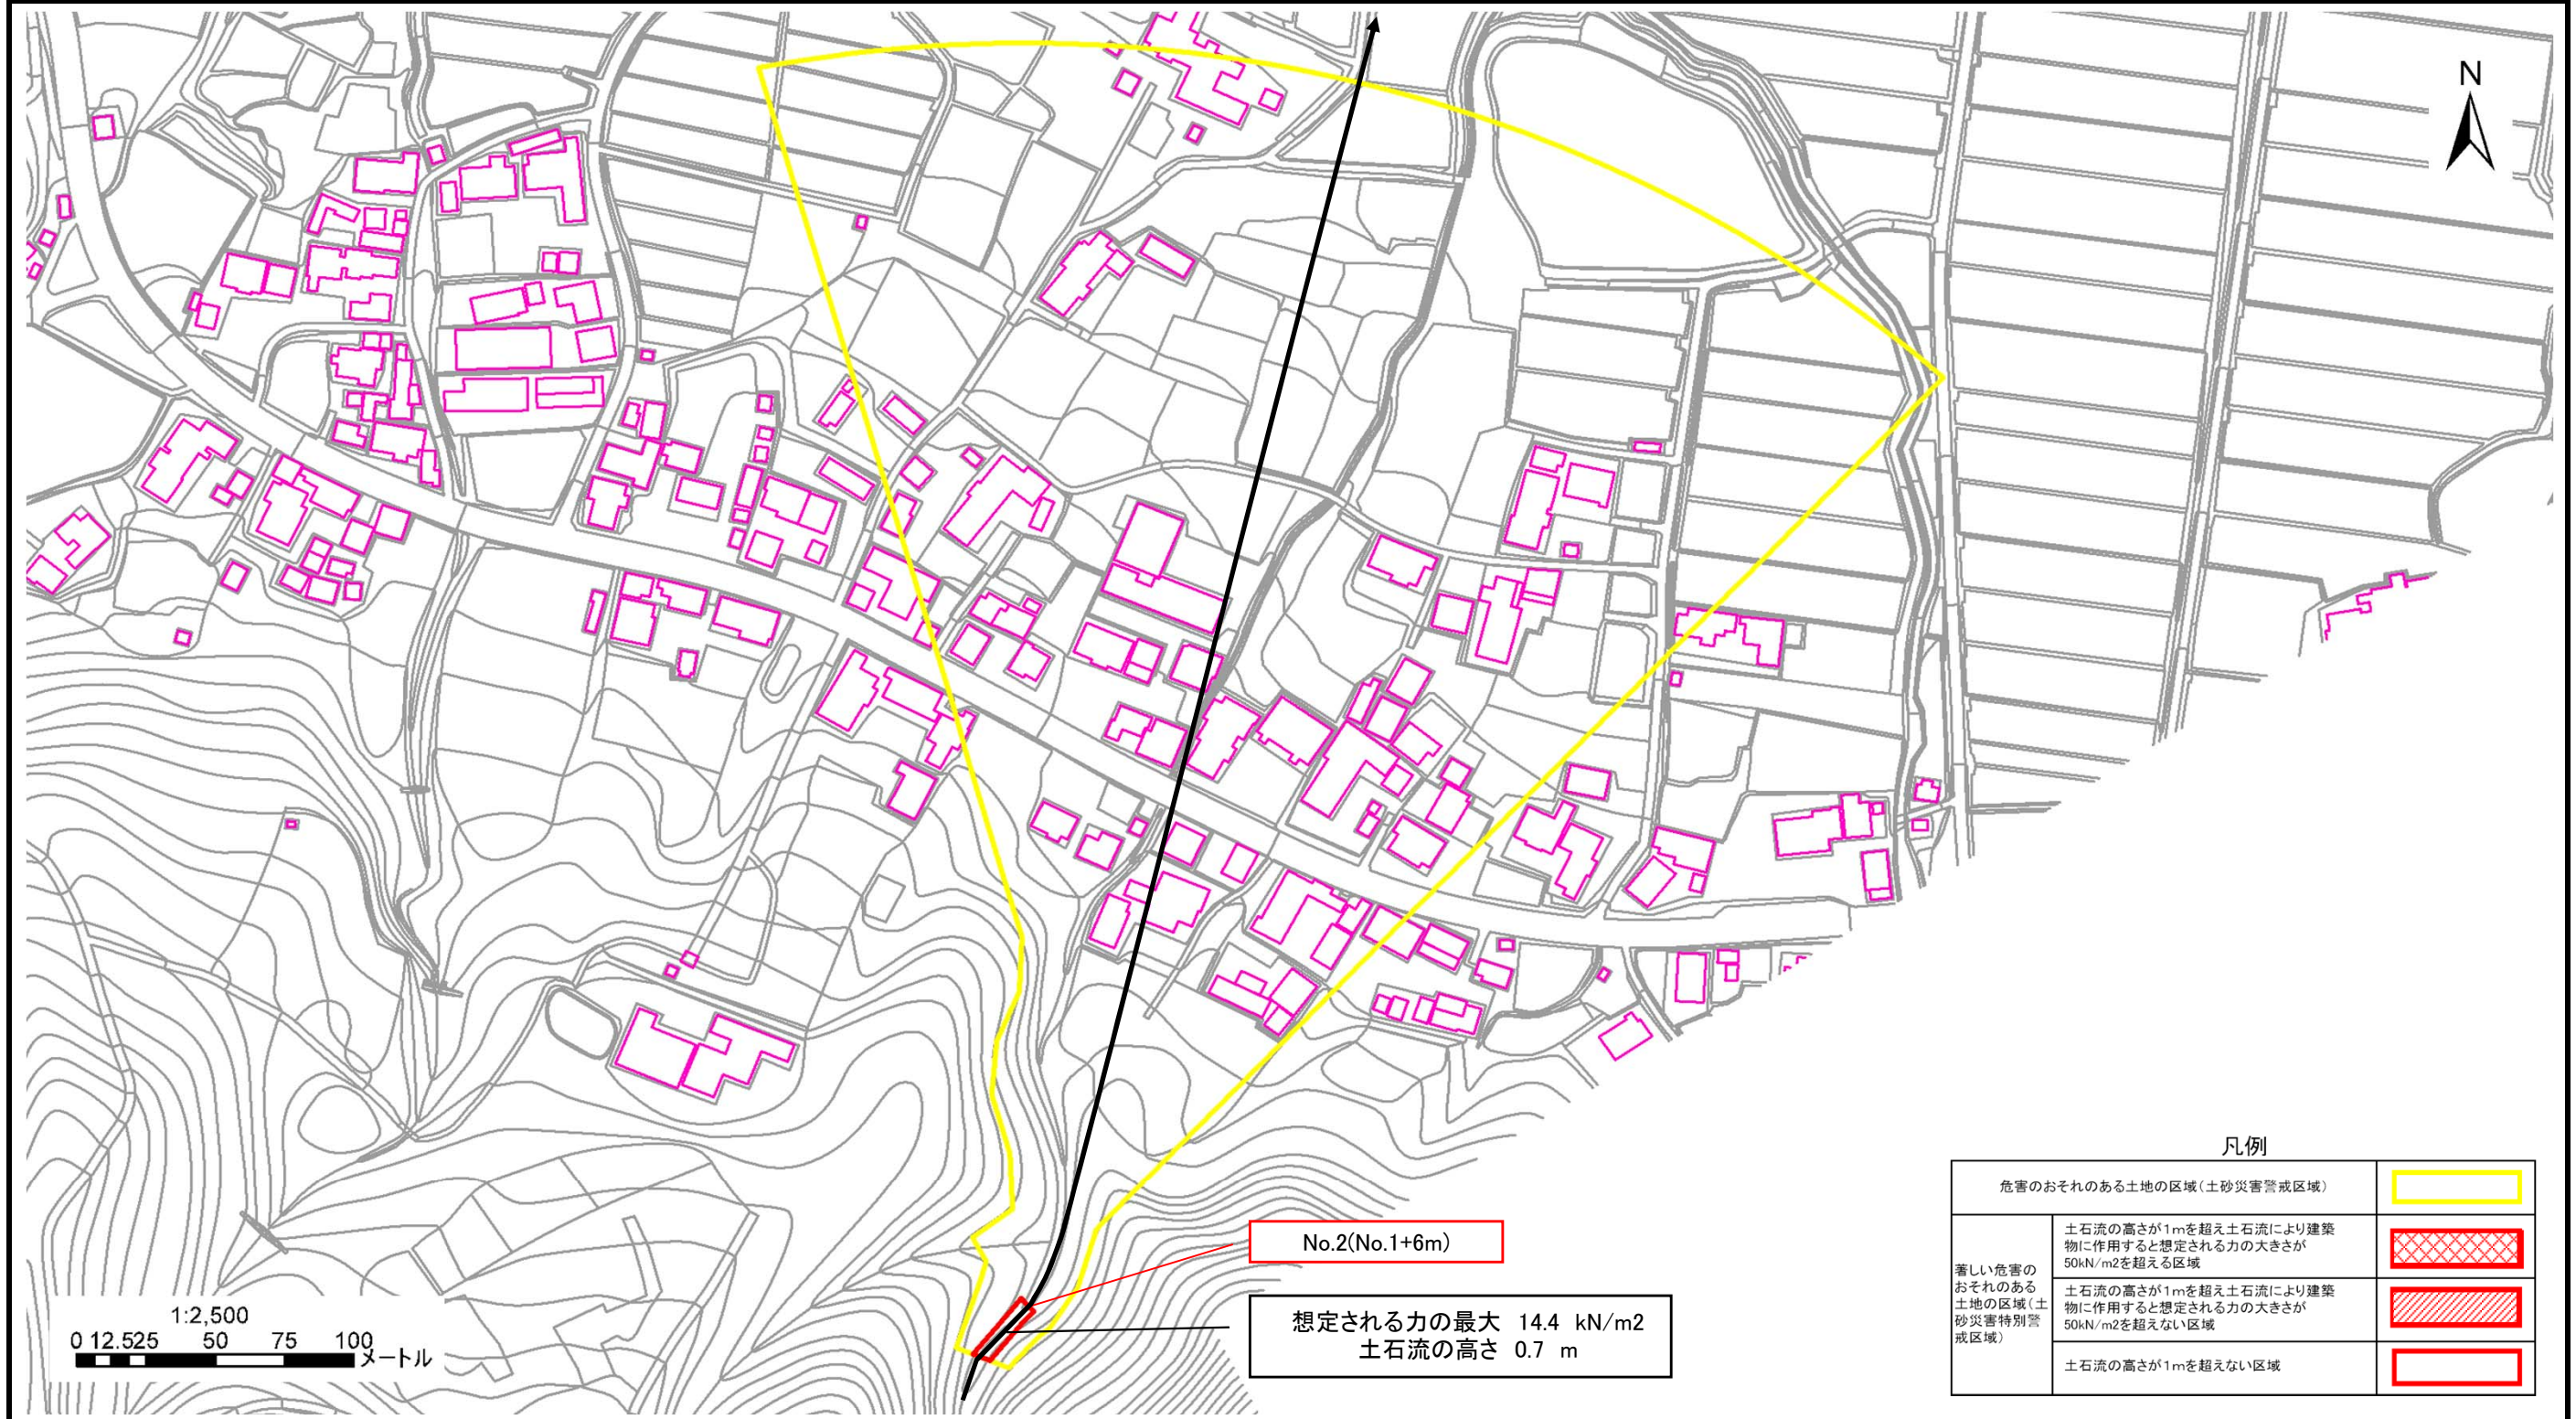 N
No.2(No.1+6m)
想定される力の最大 14.4 kN/m2
土石流の高さ 0.7 m
1:2,500
0 12.525 50 75 100
メートル
凡例
危害のおそれのある土地の区域(土砂災害警戒区域)
著しい危害の
おそれのある
土地の区域(土
砂災害特別警
戒区域)
土石流の高さが1mを超え土石流により建築
物に作用すると想定される力の大きさが
50kN/m2を超える区域
土石流の高さが1mを超え土石流により建築
物に作用すると想定される力の大きさが
50kN/m2を超えない区域
土石流の高さが1mを超えない区域